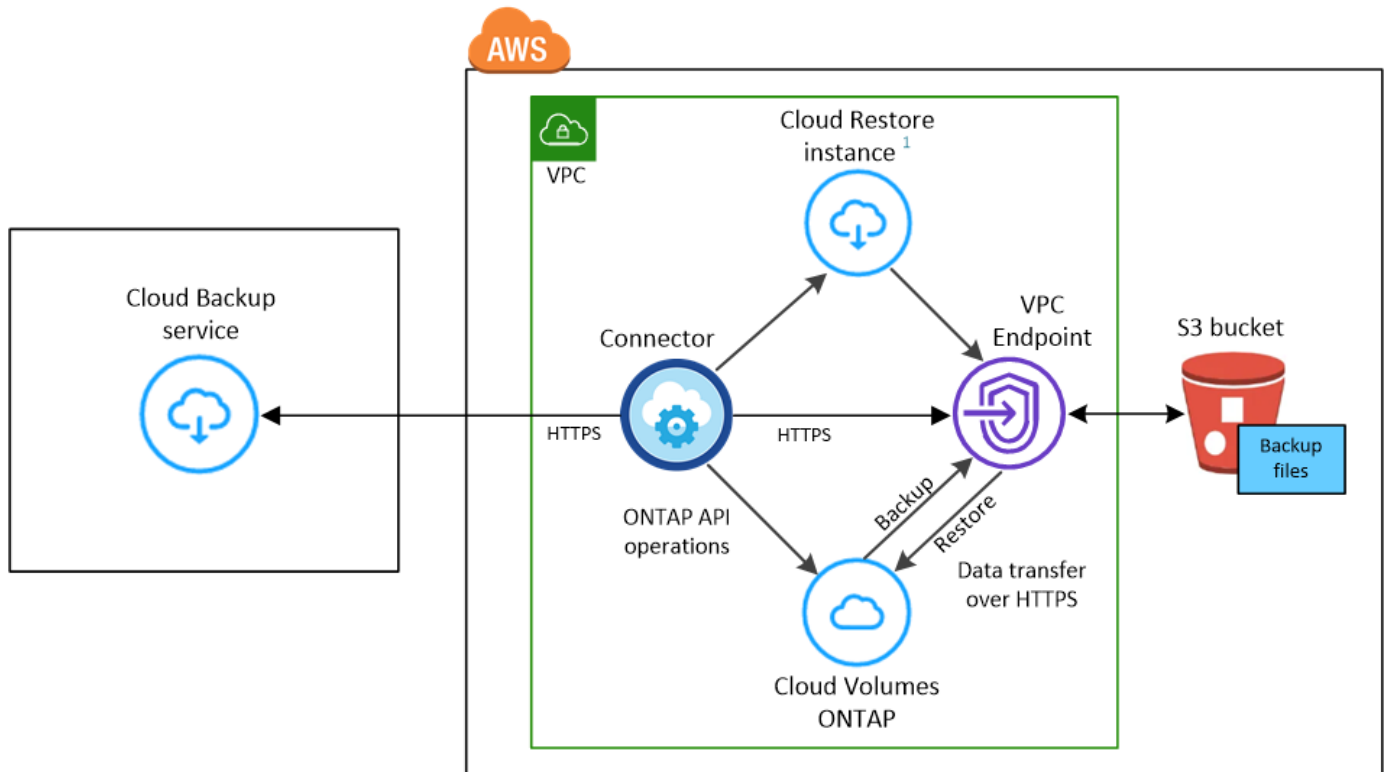 AWS
VPC
Cloud Restore
instance 1
Cloud Backup
service
Connector
VPC
Endpoint
S3 bucket
HTTPS
HTTPS
Backup
files
ONTAP API
operations
Backup
Restore
Data transfer
over HTTPS
Cloud Volumes
ONTAP